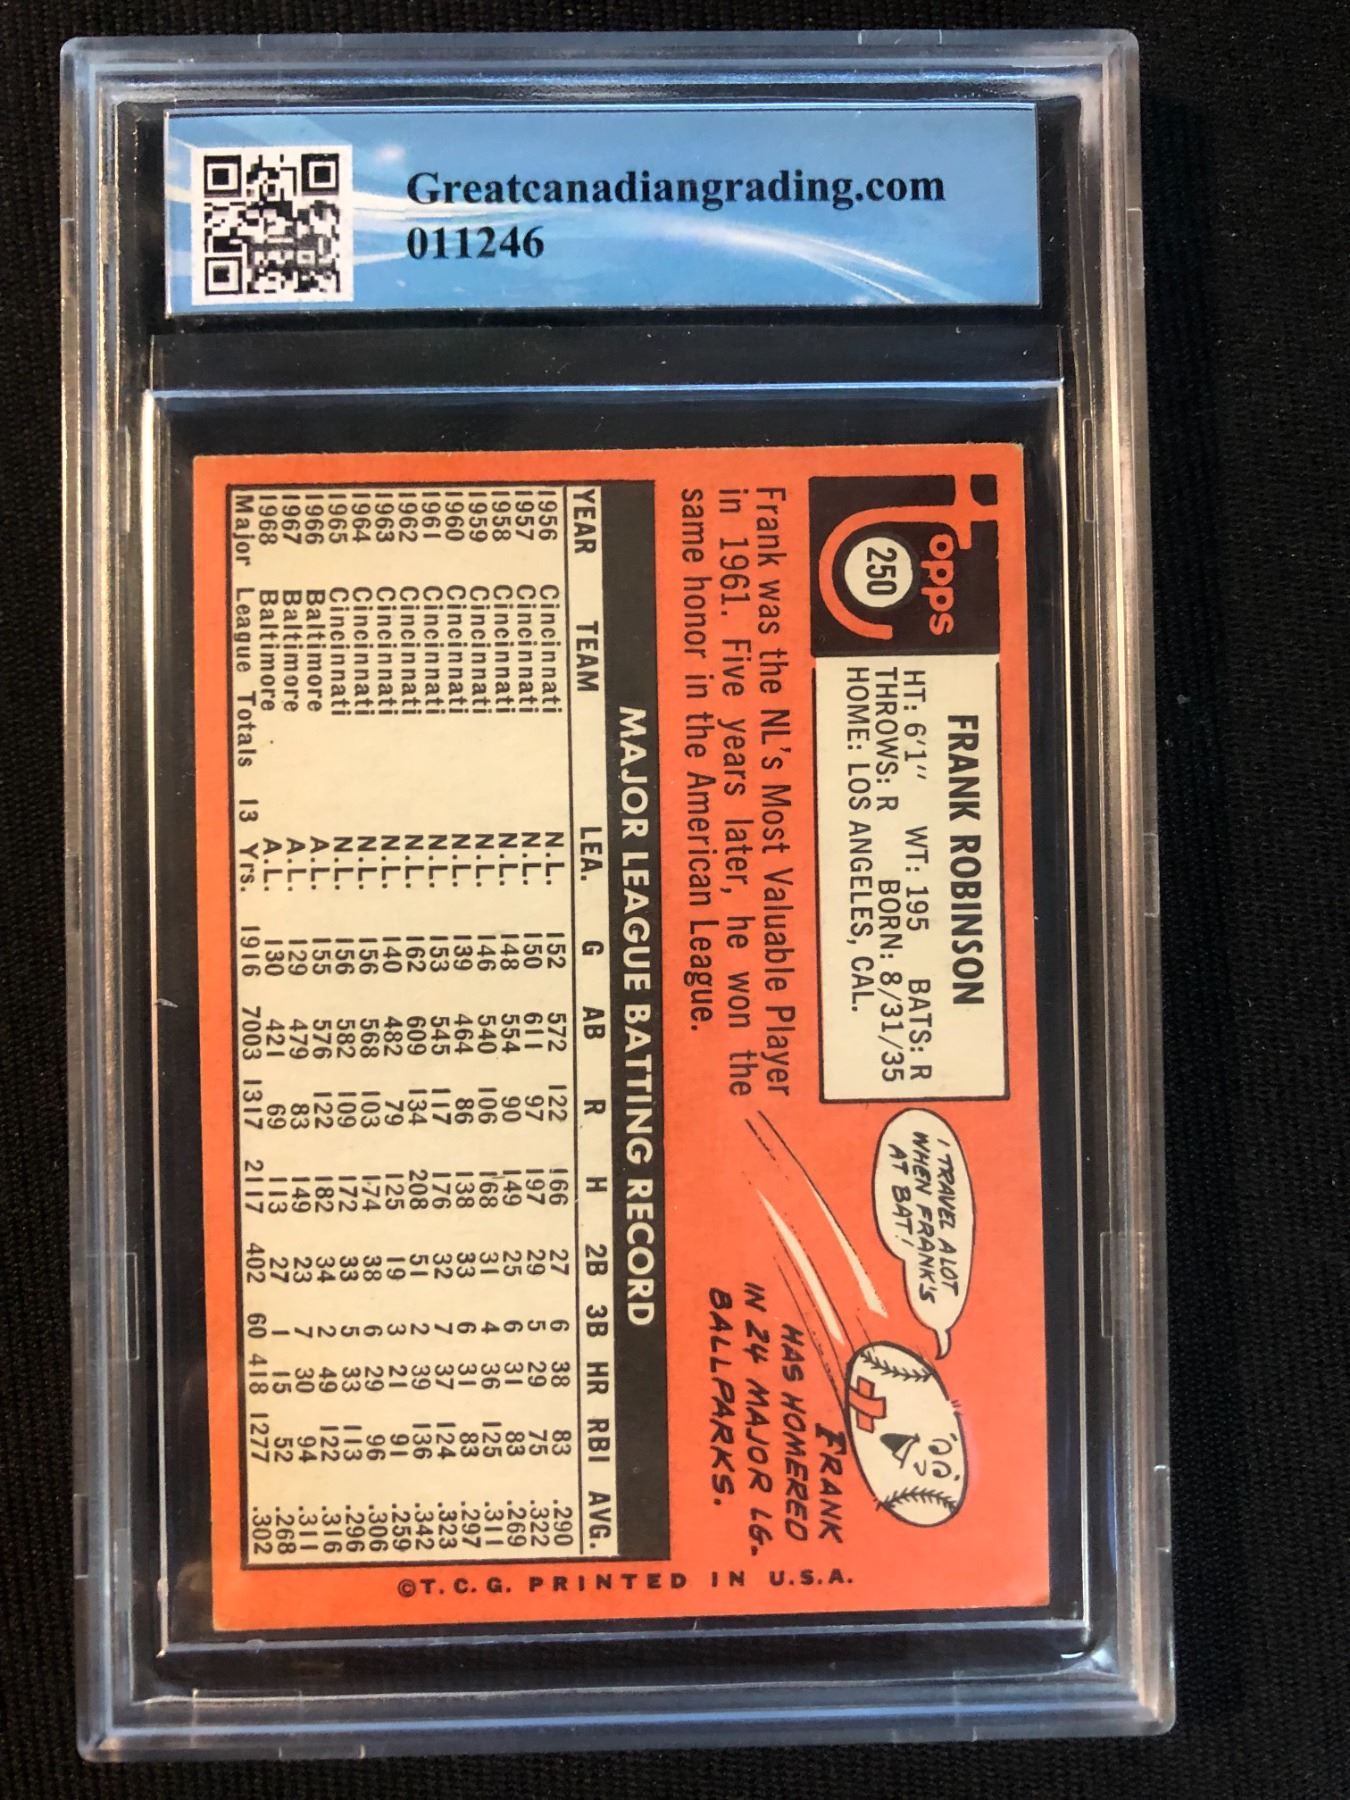 Greatcanadiangrading.com
011246
Topps
250
FRANK ROBINSON
HT: 6'1" WT: 195 BATS: R
THROWS: R BORN: 8/31/35
HOME: LOS ANGELES, CAL.
Frank was the NL's Most Valuable Player
in 1961. Five years later, he won the
same honor in the American League.
I TRAVEL A LOT
WHEN FRANK'S
AT BAT!
FRANK
HAS HOMERED
IN 24 MAJOR LG.
BALLPARKS.
MAJOR LEAGUE BATTING RECORD
YEAR TEAM LEA. G AB R H 2B 3B HR RBI AVG.
1956 Cincinnati N.L. 152 572 122 166 27 6 38 83 .290
1957 Cincinnati N.L. 150 611 97 197 29 5 29 75 .322
1958 Cincinnati N.L. 148 554 90 149 25 6 31 83 .269
1959 Cincinnati N.L. 146 540 106 168 31 4 36 125 .311
1960 Cincinnati N.L. 139 464 86 138 33 6 31 83 .297
1961 Cincinnati N.L. 153 545 117 176 32 7 37 124 .323
1962 Cincinnati N.L. 162 609 134 208 51 2 39 136 .342
1963 Cincinnati N.L. 140 482 79 125 19 3 21 91 .259
1964 Cincinnati N.L. 156 568 103 174 38 6 29 96 .306
1965 Cincinnati N.L. 156 582 109 172 33 5 33 113 .296
1966 Baltimore A.L. 155 576 122 182 34 2 49 122 .316
1967 Baltimore A.L. 129 479 83 149 23 7 30 94 .311
1968 Baltimore A.L. 130 421 69 113 27 1 15 52 .268
Major League Totals 13 Yrs. 1916 7003 1317 2117 402 60 418 1277 .302
©T.C.G. PRINTED IN U.S.A.